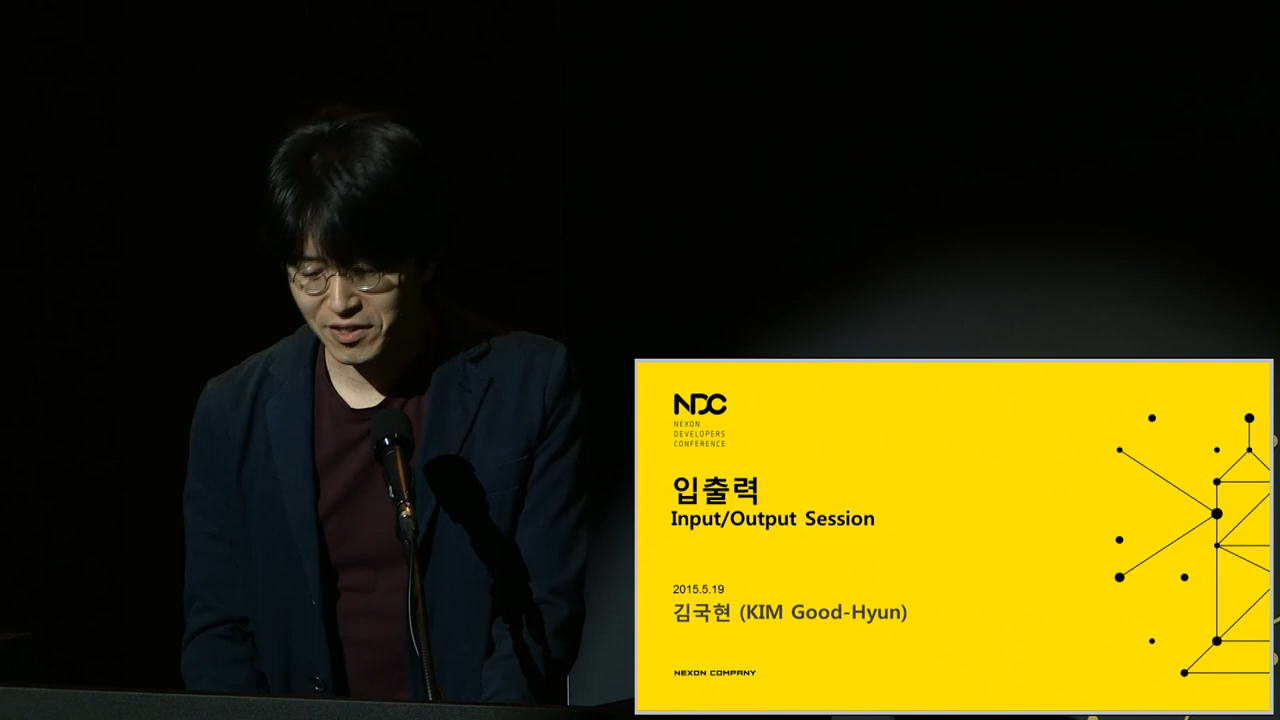 NDC
NEXON
DEVELOPERS
CONFERENCE
입출력
Input/Output Session
2015.5.19
김국현 (KIM Good-Hyun)
NEXON COMPANY